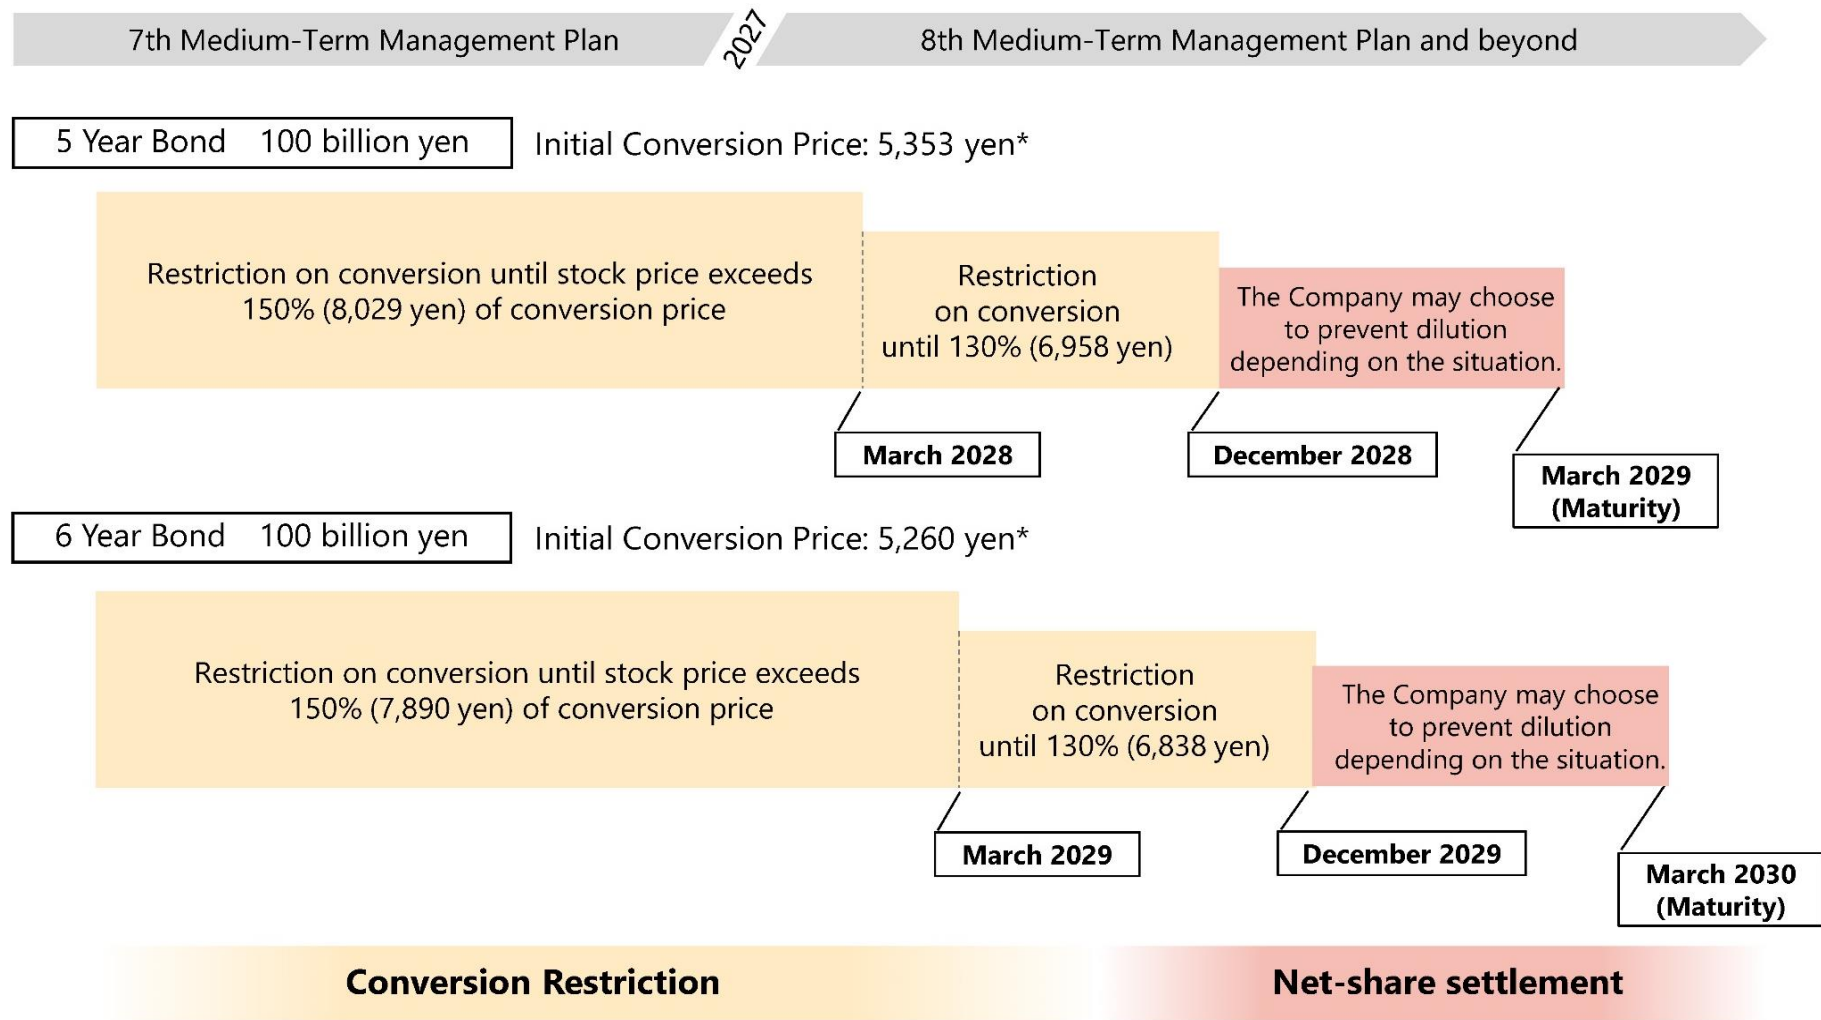 7th Medium-Term Management Plan
2027
8th Medium-Term Management Plan and beyond
5 Year Bond 100 billion yen
Initial Conversion Price: 5,353 yen*
Restriction on conversion until stock price exceeds
150% (8,029 yen) of conversion price
Restriction
on conversion
until 130% (6,958 yen)
The Company may choose
to prevent dilution
depending on the situation.
March 2028
December 2028
March 2029
(Maturity)
6 Year Bond 100 billion yen
Initial Conversion Price: 5,260 yen*
Restriction on conversion until stock price exceeds
150% (7,890 yen) of conversion price
Restriction
on conversion
until 130% (6,838 yen)
The Company may choose
to prevent dilution
depending on the situation.
March 2029
December 2029
March 2030
(Maturity)
Conversion Restriction
Net-share settlement